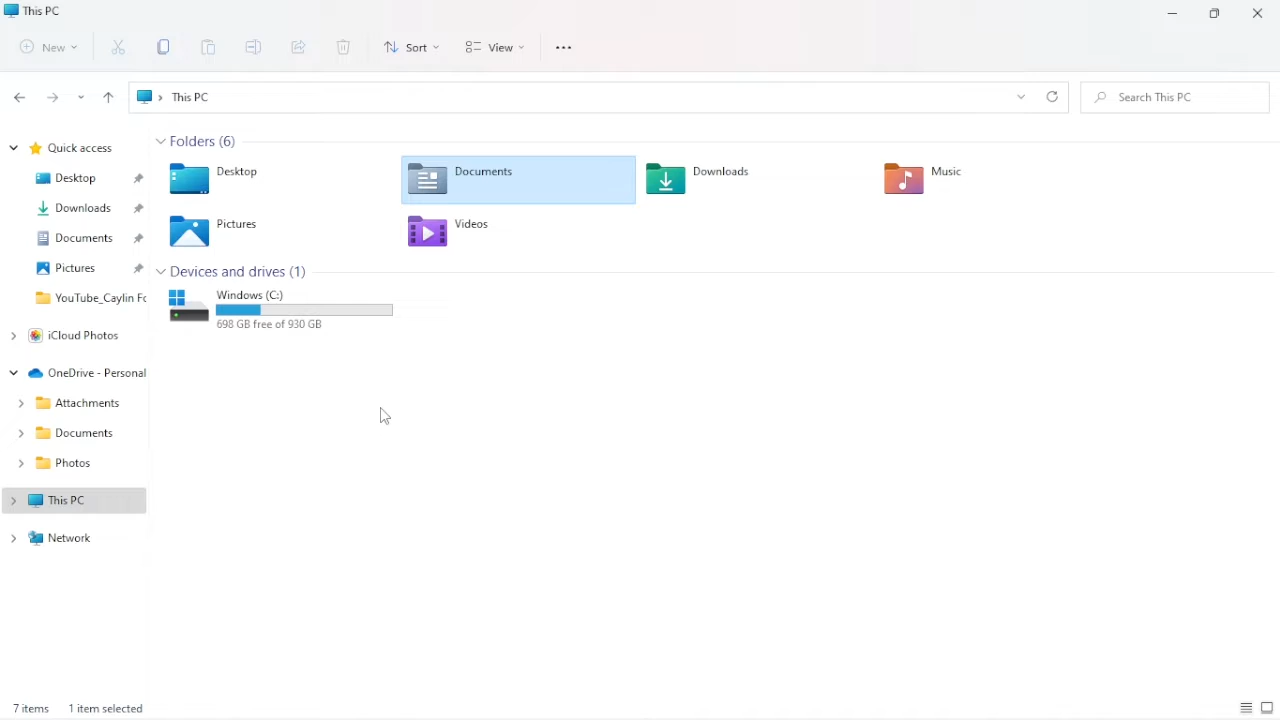 This PC
New
Sort
View
This PC
Search This PC
Quick access
Desktop
Downloads
Documents
Pictures
YouTube_Caylin Fo
iCloud Photos
OneDrive - Personal
Attachments
Documents
Photos
This PC
Network
Folders (6)
Desktop
Documents
Downloads
Music
Pictures
Videos
Devices and drives (1)
Windows (C:)
698 GB free of 930 GB
7 items 1 item selected